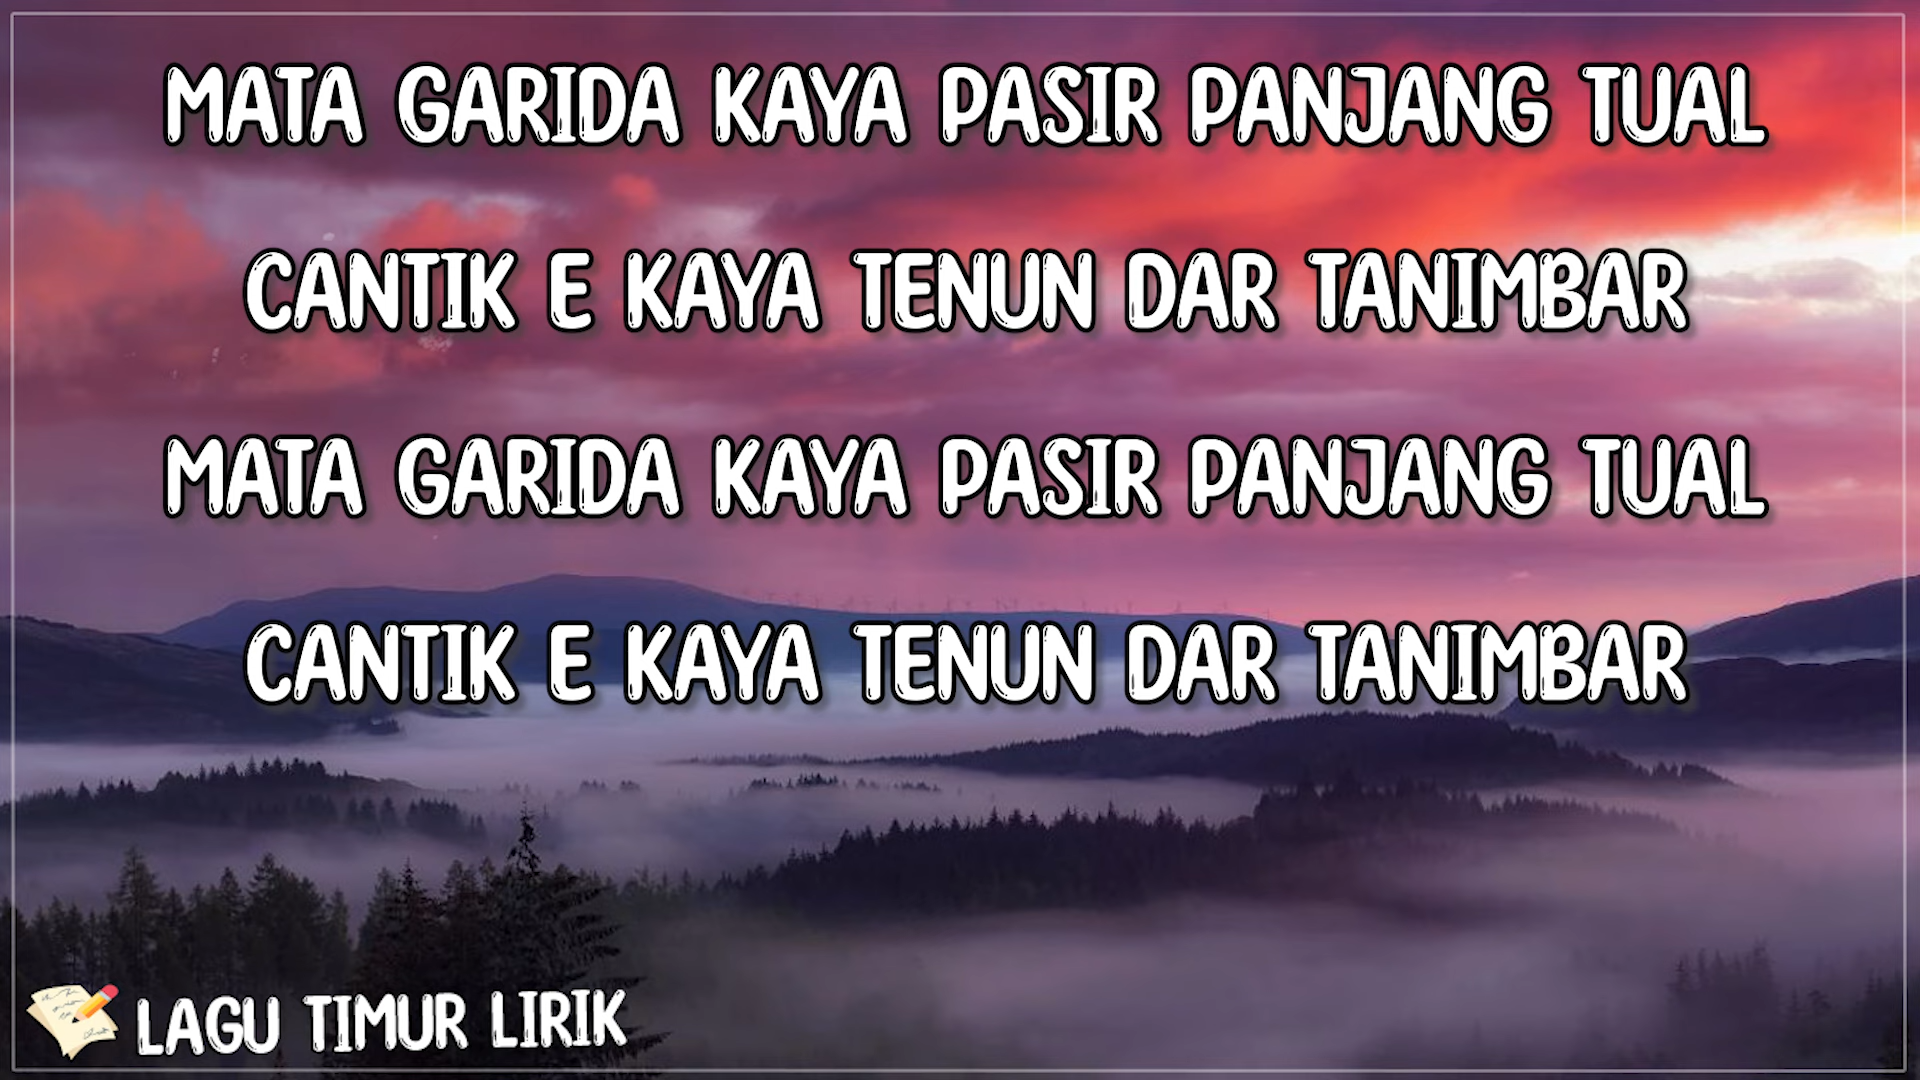 MATA GARIDA KAYA PASIR PANJANG TUAL
CANTIK E KAYA TENUN DAR TANIMBAR
MATA GARIDA KAYA PASIR PANJANG TUAL
CANTIK E KAYA TENUN DAR TANIMBAR
LAGU TIMUR LIRIK